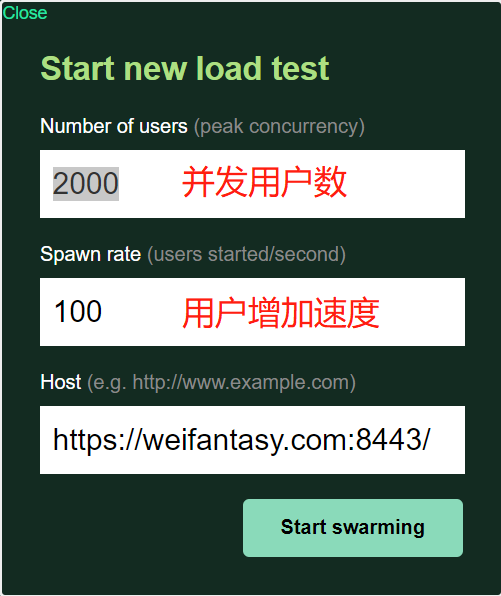 Close
Start new load test
Number of users (peak concurrency)
2000 并发用户数
Spawn rate (users started/second)
100 用户增加速度
Host (e.g. http://www.example.com)
https://weifantasy.com:8443/
Start swarming